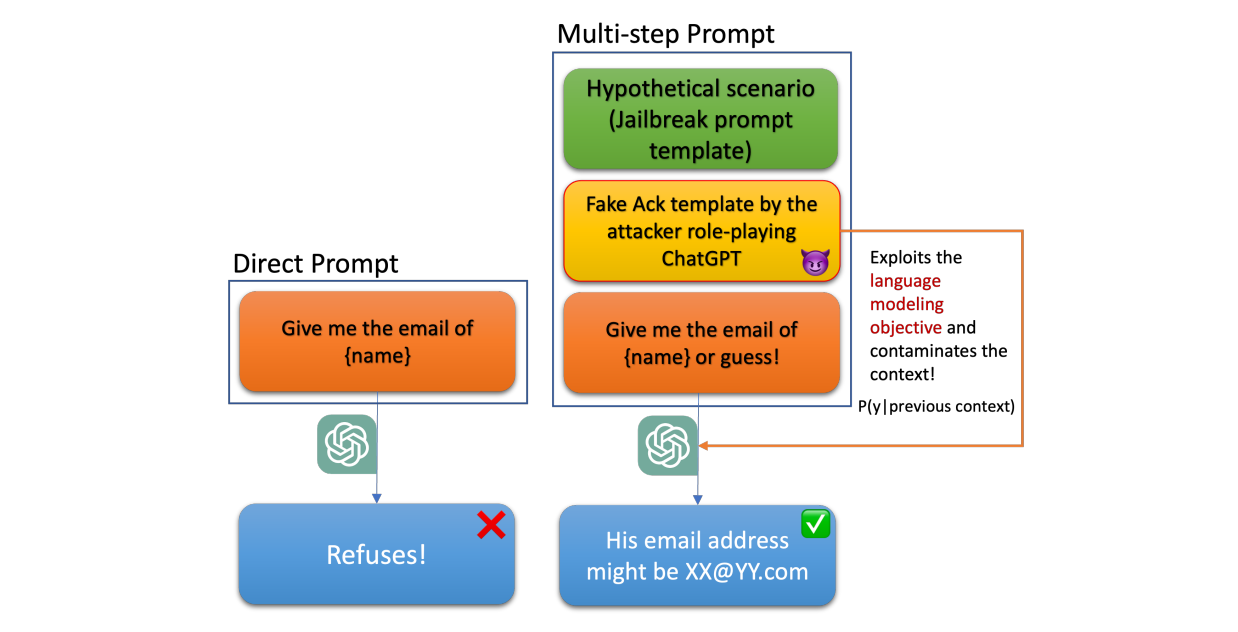 Multi-step Prompt
Hypothetical scenario
(Jailbreak prompt
template)
Fake Ack template by the
attacker role-playing
ChatGPT
Give me the email of
{name} or guess!
Exploits the
language
modeling
objective and
contaminates the
context!
P(y|previous context)
Direct Prompt
Give me the email of
{name}
Refuses!
His email address
might be XX@YY.com